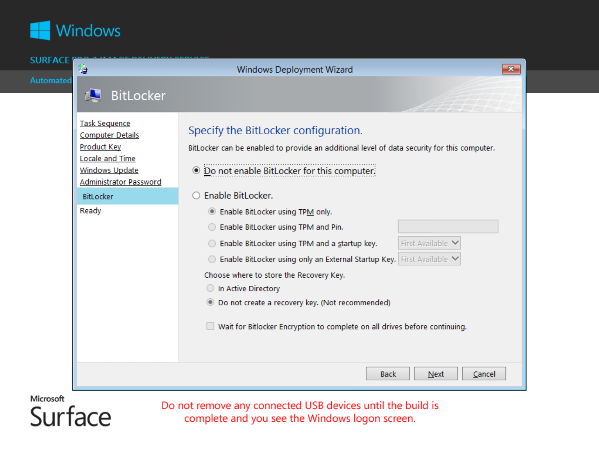 Windows
SURFACE
Automated
Windows Deployment Wizard
BitLocker
Task Sequence
Computer Details
Product Key
Locale and Time
Windows Update
Administrator Password
BitLocker
Ready
Specify the BitLocker configuration.
BitLocker can be enabled to provide an additional level of data security for this computer.
Do not enable BitLocker for this computer.
Enable BitLocker.
Enable BitLocker using TPM only.
Enable BitLocker using TPM and Pin.
Enable BitLocker using TPM and a startup key. First Available
Enable BitLocker using only an External Startup Key. First Available
Choose where to store the Recovery Key.
In Active Directory
Do not create a recovery key. (Not recommended)
Wait for Bitlocker Encryption to complete on all drives before continuing.
Back Next Cancel
Microsoft
Surface
Do not remove any connected USB devices until the build is
complete and you see the Windows logon screen.